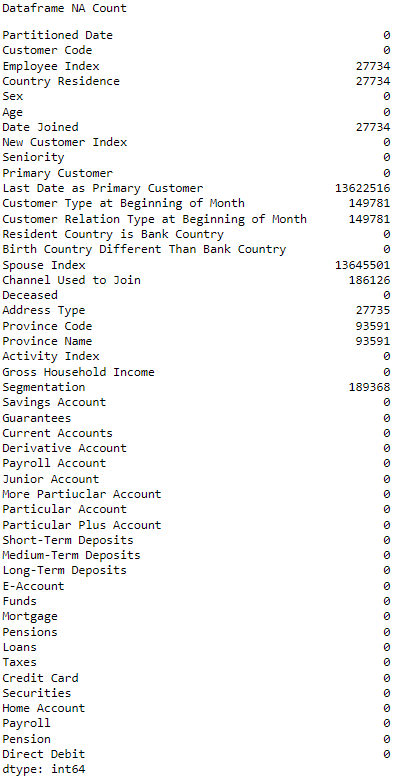 Dataframe NA Count
Partitioned Date 0
Customer Code 0
Employee Index 27734
Country Residence 27734
Sex 0
Age 0
Date Joined 27734
New Customer Index 0
Seniority 0
Primary Customer 0
Last Date as Primary Customer 13622516
Customer Type at Beginning of Month 149781
Customer Relation Type at Beginning of Month 149781
Resident Country is Bank Country 0
Birth Country Different Than Bank Country 0
Spouse Index 13645501
Channel Used to Join 186126
Deceased 0
Address Type 27735
Province Code 93591
Province Name 93591
Activity Index 0
Gross Household Income 0
Segmentation 189368
Savings Account 0
Guarantees 0
Current Accounts 0
Derivative Account 0
Payroll Account 0
Junior Account 0
More Partiuclar Account 0
Particular Account 0
Particular Plus Account 0
Short-Term Deposits 0
Medium-Term Deposits 0
Long-Term Deposits 0
E-Account 0
Funds 0
Mortgage 0
Pensions 0
Loans 0
Taxes 0
Credit Card 0
Securities 0
Home Account 0
Payroll 0
Pension 0
Direct Debit 0
dtype: int64